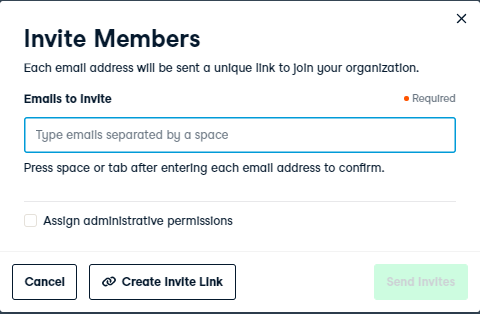 Invite Members
Each email address will be sent a unique link to join your organization.
Emails to invite
Required
Type emails separated by a space
Press space or tab after entering each email address to confirm.
Assign administrative permissions
Cancel
Create Invite Link
Send Invites